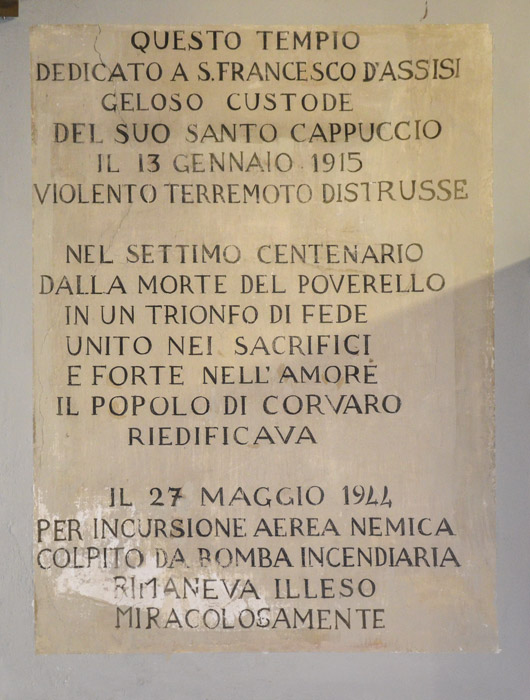 QUESTO TEMPIO
DEDICATO A S.FRANCESCO D'ASSISI
GELOSO CUSTODE
DEL SUO SANTO CAPPUCCIO
IL 13 GENNAIO 1915
VIOLENTO TERREMOTO DISTRUSSE
NEL SETTIMO CENTENARIO
DALLA MORTE DEL POVERELLO
IN UN TRIONFO DI FEDE
UNITO NEI SACRIFICI
E FORTE NELL'AMORE
IL POPOLO DI CORVARO
RIEDIFICAVA
IL 27 MAGGIO 1944
PER INCURSIONE AEREA NEMICA
COLPITO DA BOMBA INCENDIARIA
RIMANEVA ILLESO
MIRACOLOSAMENTE